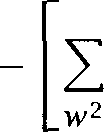 − [ ∑
w²